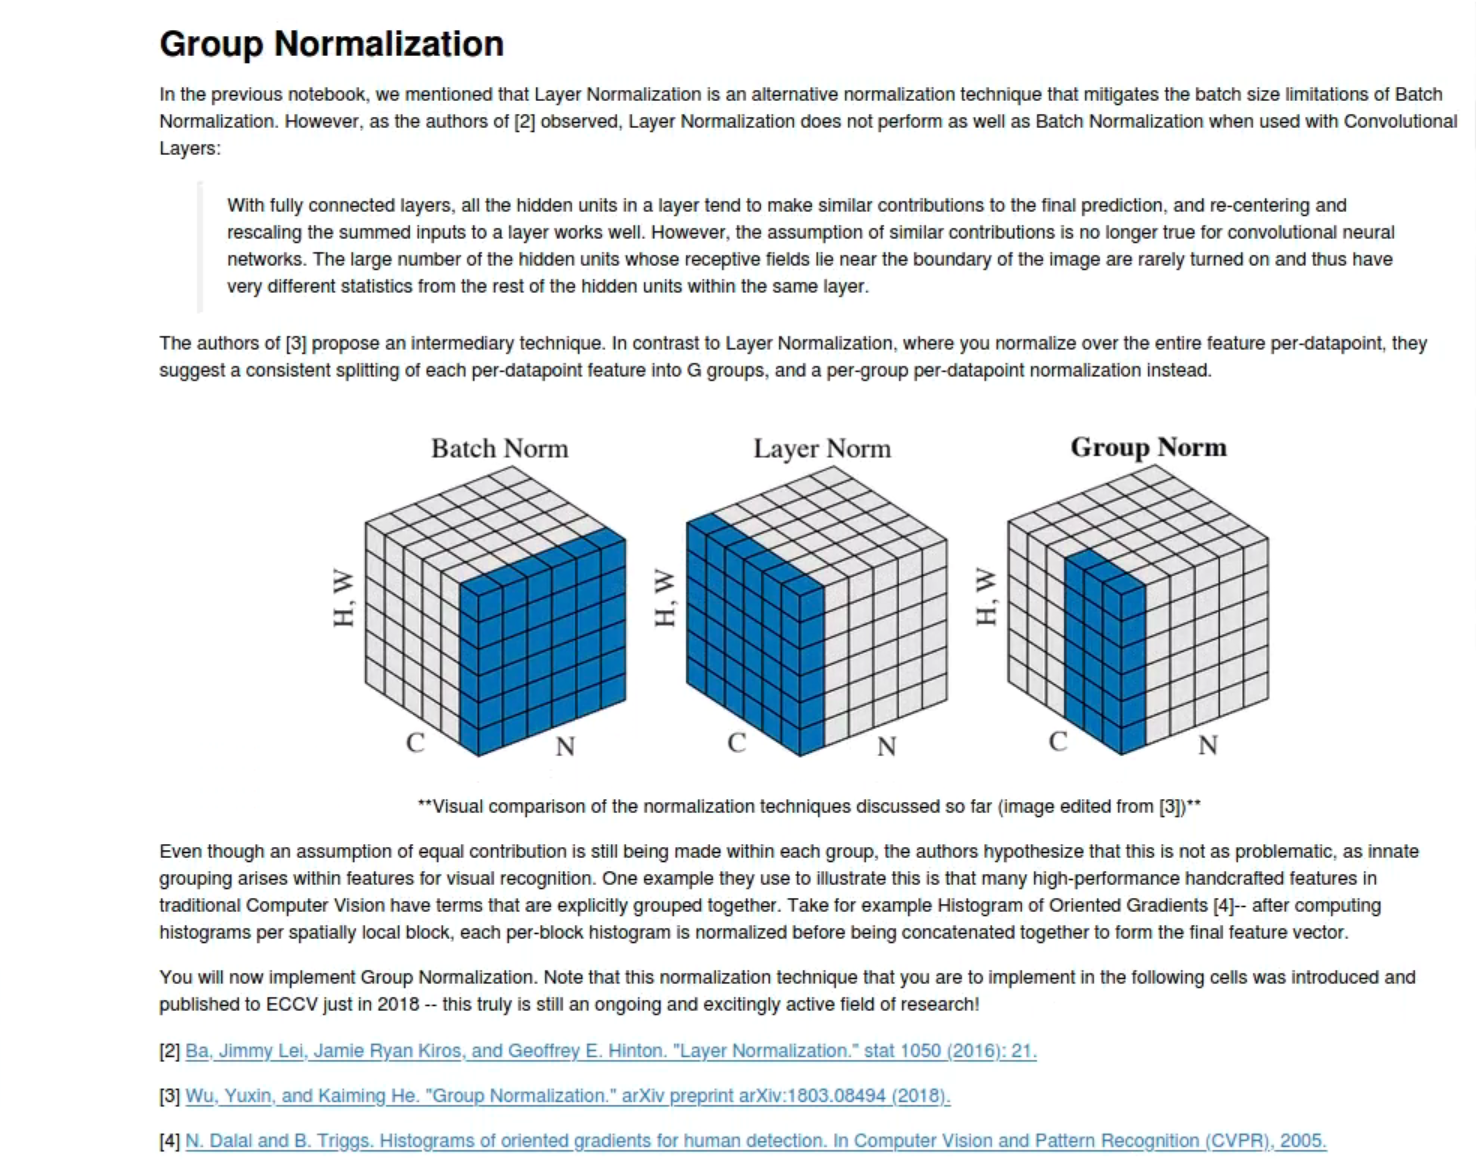 Group Normalization
In the previous notebook, we mentioned that Layer Normalization is an alternative normalization technique that mitigates the batch size limitations of Batch
Normalization. However, as the authors of [2] observed, Layer Normalization does not perform as well as Batch Normalization when used with Convolutional
Layers:
With fully connected layers, all the hidden units in a layer tend to make similar contributions to the final prediction, and re-centering and
rescaling the summed inputs to a layer works well. However, the assumption of similar contributions is no longer true for convolutional neural
networks. The large number of the hidden units whose receptive fields lie near the boundary of the image are rarely turned on and thus have
very different statistics from the rest of the hidden units within the same layer.
The authors of [3] propose an intermediary technique. In contrast to Layer Normalization, where you normalize over the entire feature per-datapoint, they
suggest a consistent splitting of each per-datapoint feature into G groups, and a per-group per-datapoint normalization instead.
Batch Norm
H, W
C
N
Layer Norm
H, W
C
N
Group Norm
H, W
C
N
**Visual comparison of the normalization techniques discussed so far (image edited from [3])**
Even though an assumption of equal contribution is still being made within each group, the authors hypothesize that this is not as problematic, as innate
grouping arises within features for visual recognition. One example they use to illustrate this is that many high-performance handcrafted features in
traditional Computer Vision have terms that are explicitly grouped together. Take for example Histogram of Oriented Gradients [4]-- after computing
histograms per spatially local block, each per-block histogram is normalized before being concatenated together to form the final feature vector.
You will now implement Group Normalization. Note that this normalization technique that you are to implement in the following cells was introduced and
published to ECCV just in 2018 -- this truly is still an ongoing and excitingly active field of research!
[2] Ba, Jimmy Lei, Jamie Ryan Kiros, and Geoffrey E. Hinton. "Layer Normalization." stat 1050 (2016): 21.
[3] Wu, Yuxin, and Kaiming He. "Group Normalization." arXiv preprint arXiv:1803.08494 (2018).
[4] N. Dalal and B. Triggs. Histograms of oriented gradients for human detection. In Computer Vision and Pattern Recognition (CVPR), 2005.